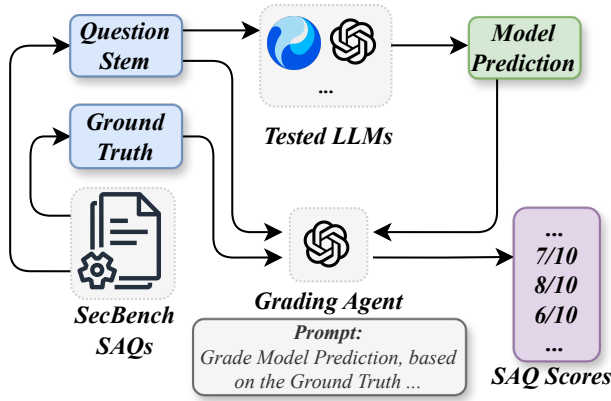 Question
Stem
...
Tested LLMs
Model
Prediction
Ground
Truth
SecBench
SAQs
Grading Agent
Prompt:
Grade Model Prediction, based
on the Ground Truth ...
...
7/10
8/10
6/10
...
SAQ Scores